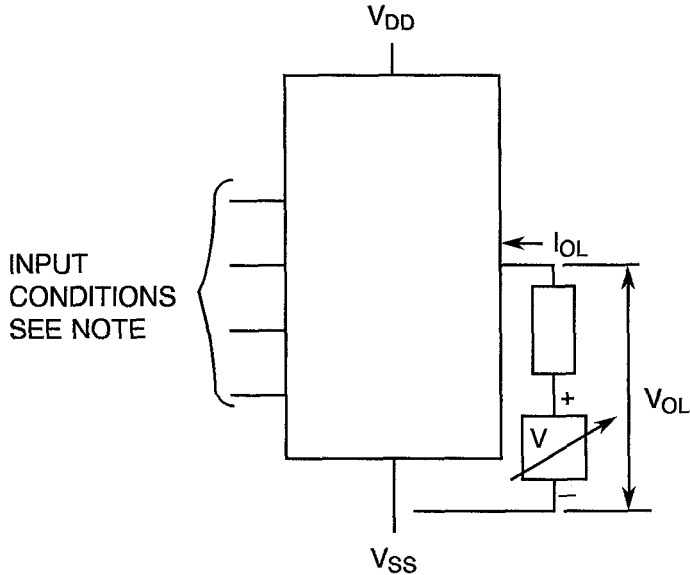 VDD
INPUT
CONDITIONS
SEE NOTE
IOL
+
V
VOL
–
VSS